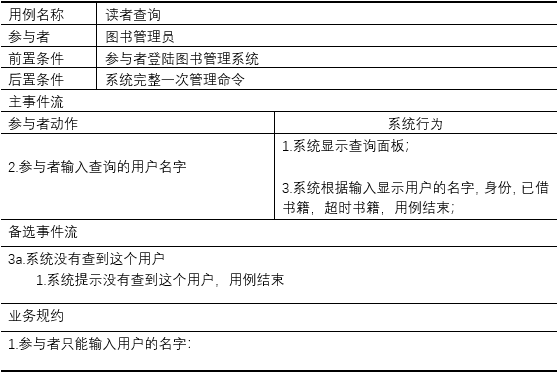 用例名称 读者查询
参与者 图书管理员
前置条件 参与者登陆图书管理系统
后置条件 系统完整一次管理命令
主事件流
参与者动作 系统行为
1.系统显示查询面板；
2.参与者输入查询的用户名字
3.系统根据输入显示用户的名字，身份，已借
书籍，超时书籍，用例结束；
备选事件流
3a.系统没有查到这个用户
1.系统提示没有查到这个用户，用例结束
业务规约
1.参与者只能输入用户的名字：